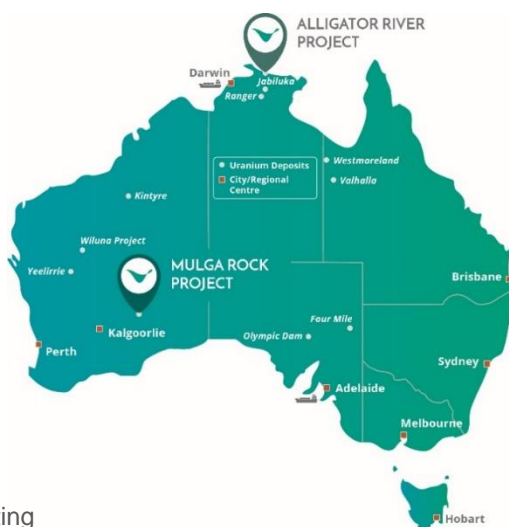 ALLIGATOR RIVER
PROJECT
Darwin
Jabiluka
Ranger
Uranium Deposits
City/Regional
Centre
Westmoreland
Valhalla
Kintyre
Wiluna Project
Yeelirrie
MULGA ROCK
PROJECT
Brisbane
Four Mile
Olympic Dam
Kalgoorlie
Perth
Sydney
Adelaide
Melbourne
Hobart